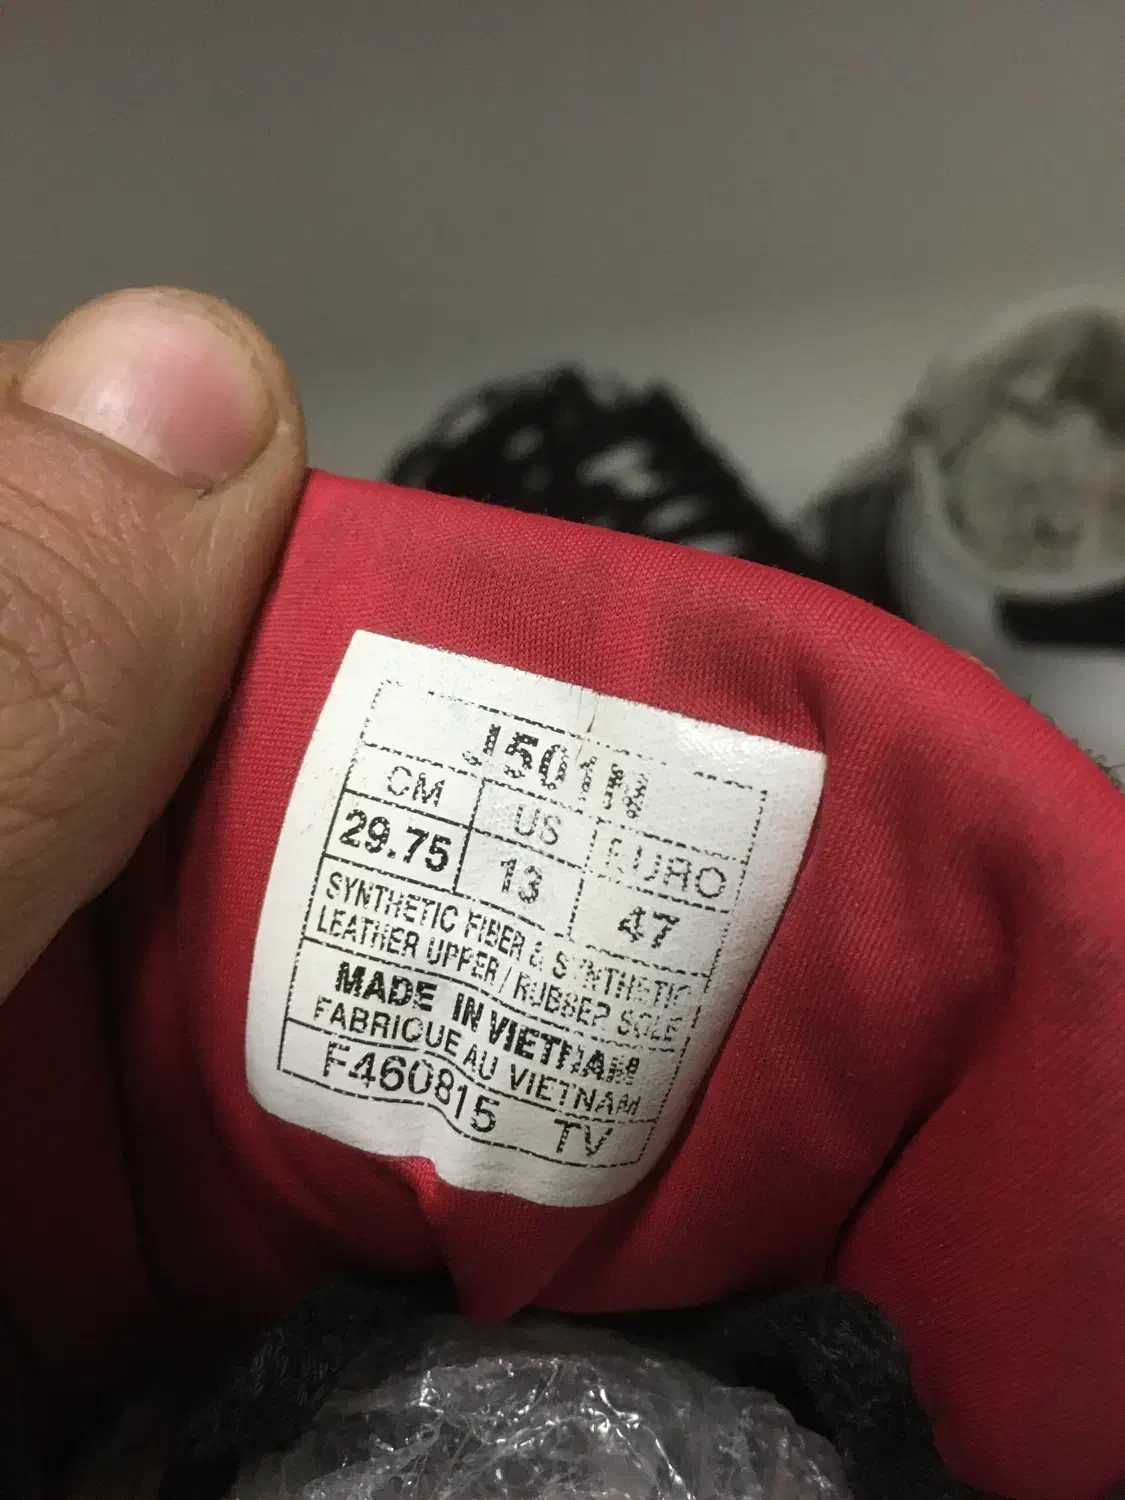 CM US EURO
29.75 13 47
SYNTHETIC FIBER & SYNTHETIC
LEATHER UPPER / RUBBER SOLE
MADE IN VIETNAM
FABRIQUE AU VIETNAM
F460815 TV